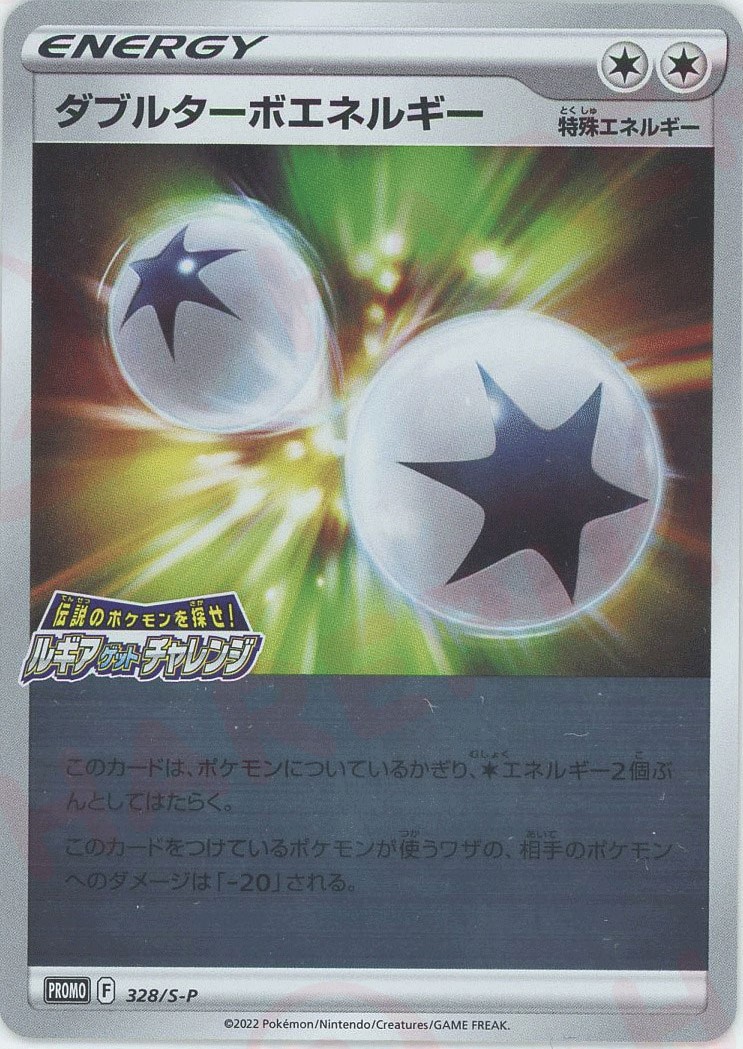 ENERGY
ダブルターボエネルギー
とくしゅ
特殊エネルギー
でんせつ さが
伝説のポケモンを探せ!
ルギアゲットチャレンジ
むしょく こ
このカードは、ポケモンについているかぎり、エネルギー2個ぶ
んとしてはたらく。
つか あいて
このカードをつけているポケモンが使うワザの、相手のポケモン
へのダメージは「-20」される。
PROMO F 328/S-P
©2022 Pokémon/Nintendo/Creatures/GAME FREAK.